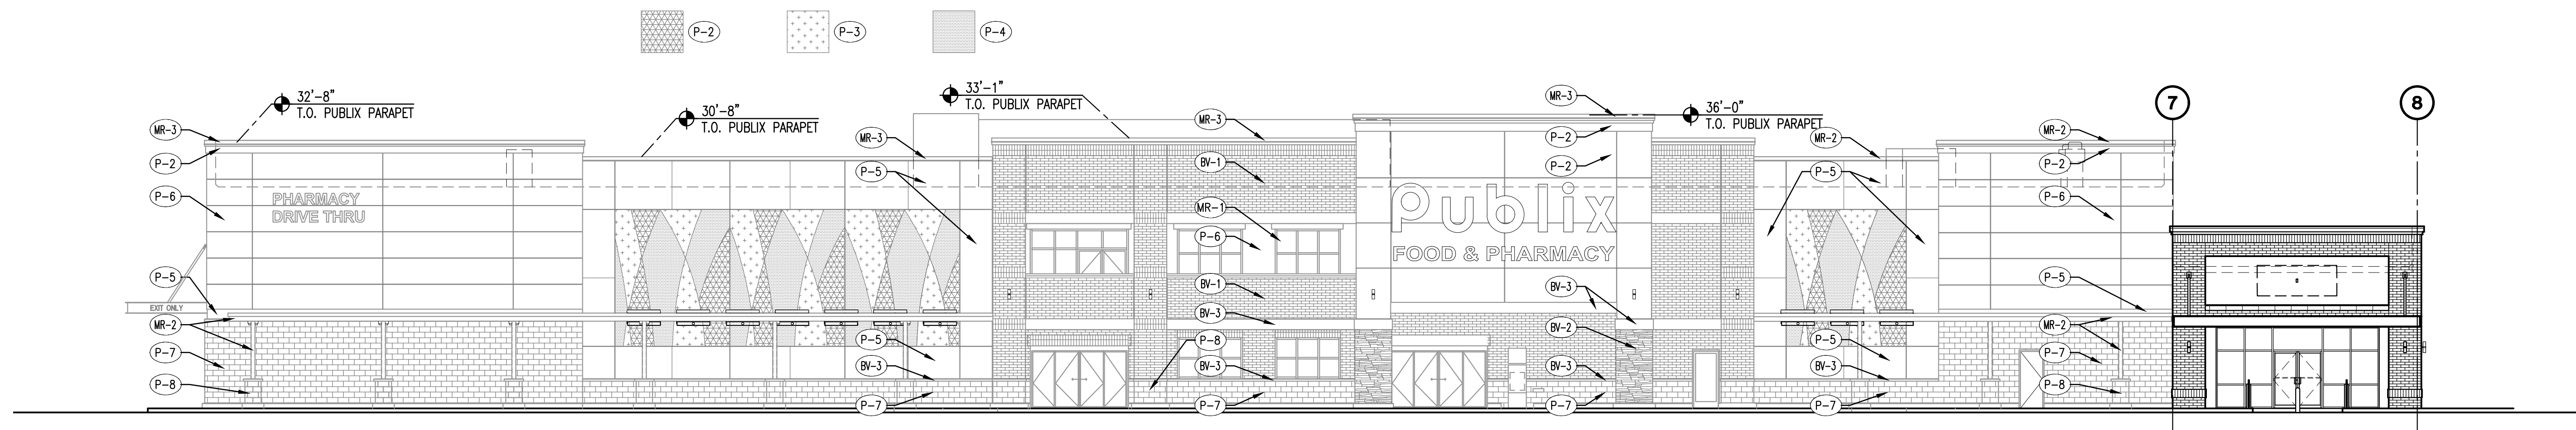 P-2
P-3
P-4
32'-8"
T.O. PUBLIX PARAPET
30'-8"
T.O. PUBLIX PARAPET
33'-1"
T.O. PUBLIX PARAPET
36'-0"
T.O. PUBLIX PARAPET
7
8
MR-3
P-2
P-6
P-5
MR-2
P-7
P-8
PHARMACY
DRIVE THRU
EXIT ONLY
MR-3
P-5
P-5
BV-3
P-7
MR-3
BV-1
MR-1
P-6
BV-1
BV-3
P-8
BV-3
P-7
Publix
FOOD & PHARMACY
MR-3
P-2
P-2
BV-3
BV-2
BV-3
P-7
MR-2
P-5
P-5
BV-3
P-7
MR-2
P-2
P-6
P-5
MR-2
P-7
P-8